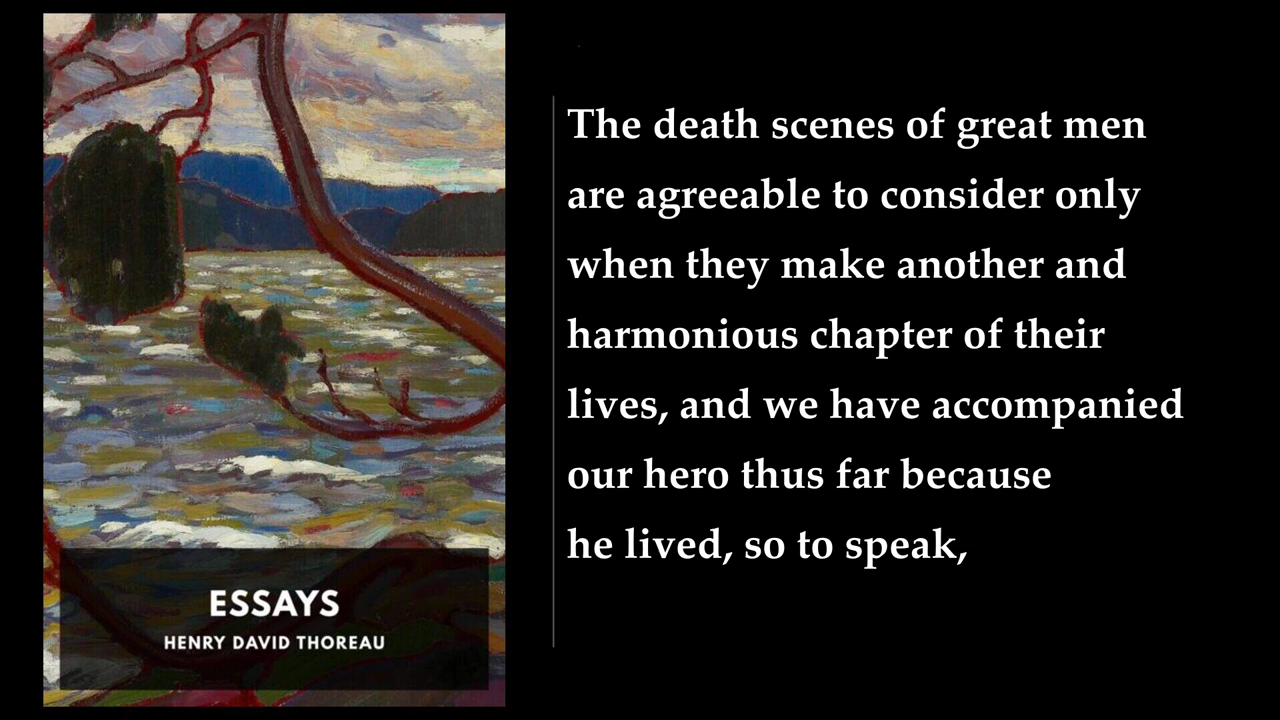 ESSAYS
HENRY DAVID THOREAU
The death scenes of great men
are agreeable to consider only
when they make another and
harmonious chapter of their
lives, and we have accompanied
our hero thus far because
he lived, so to speak,